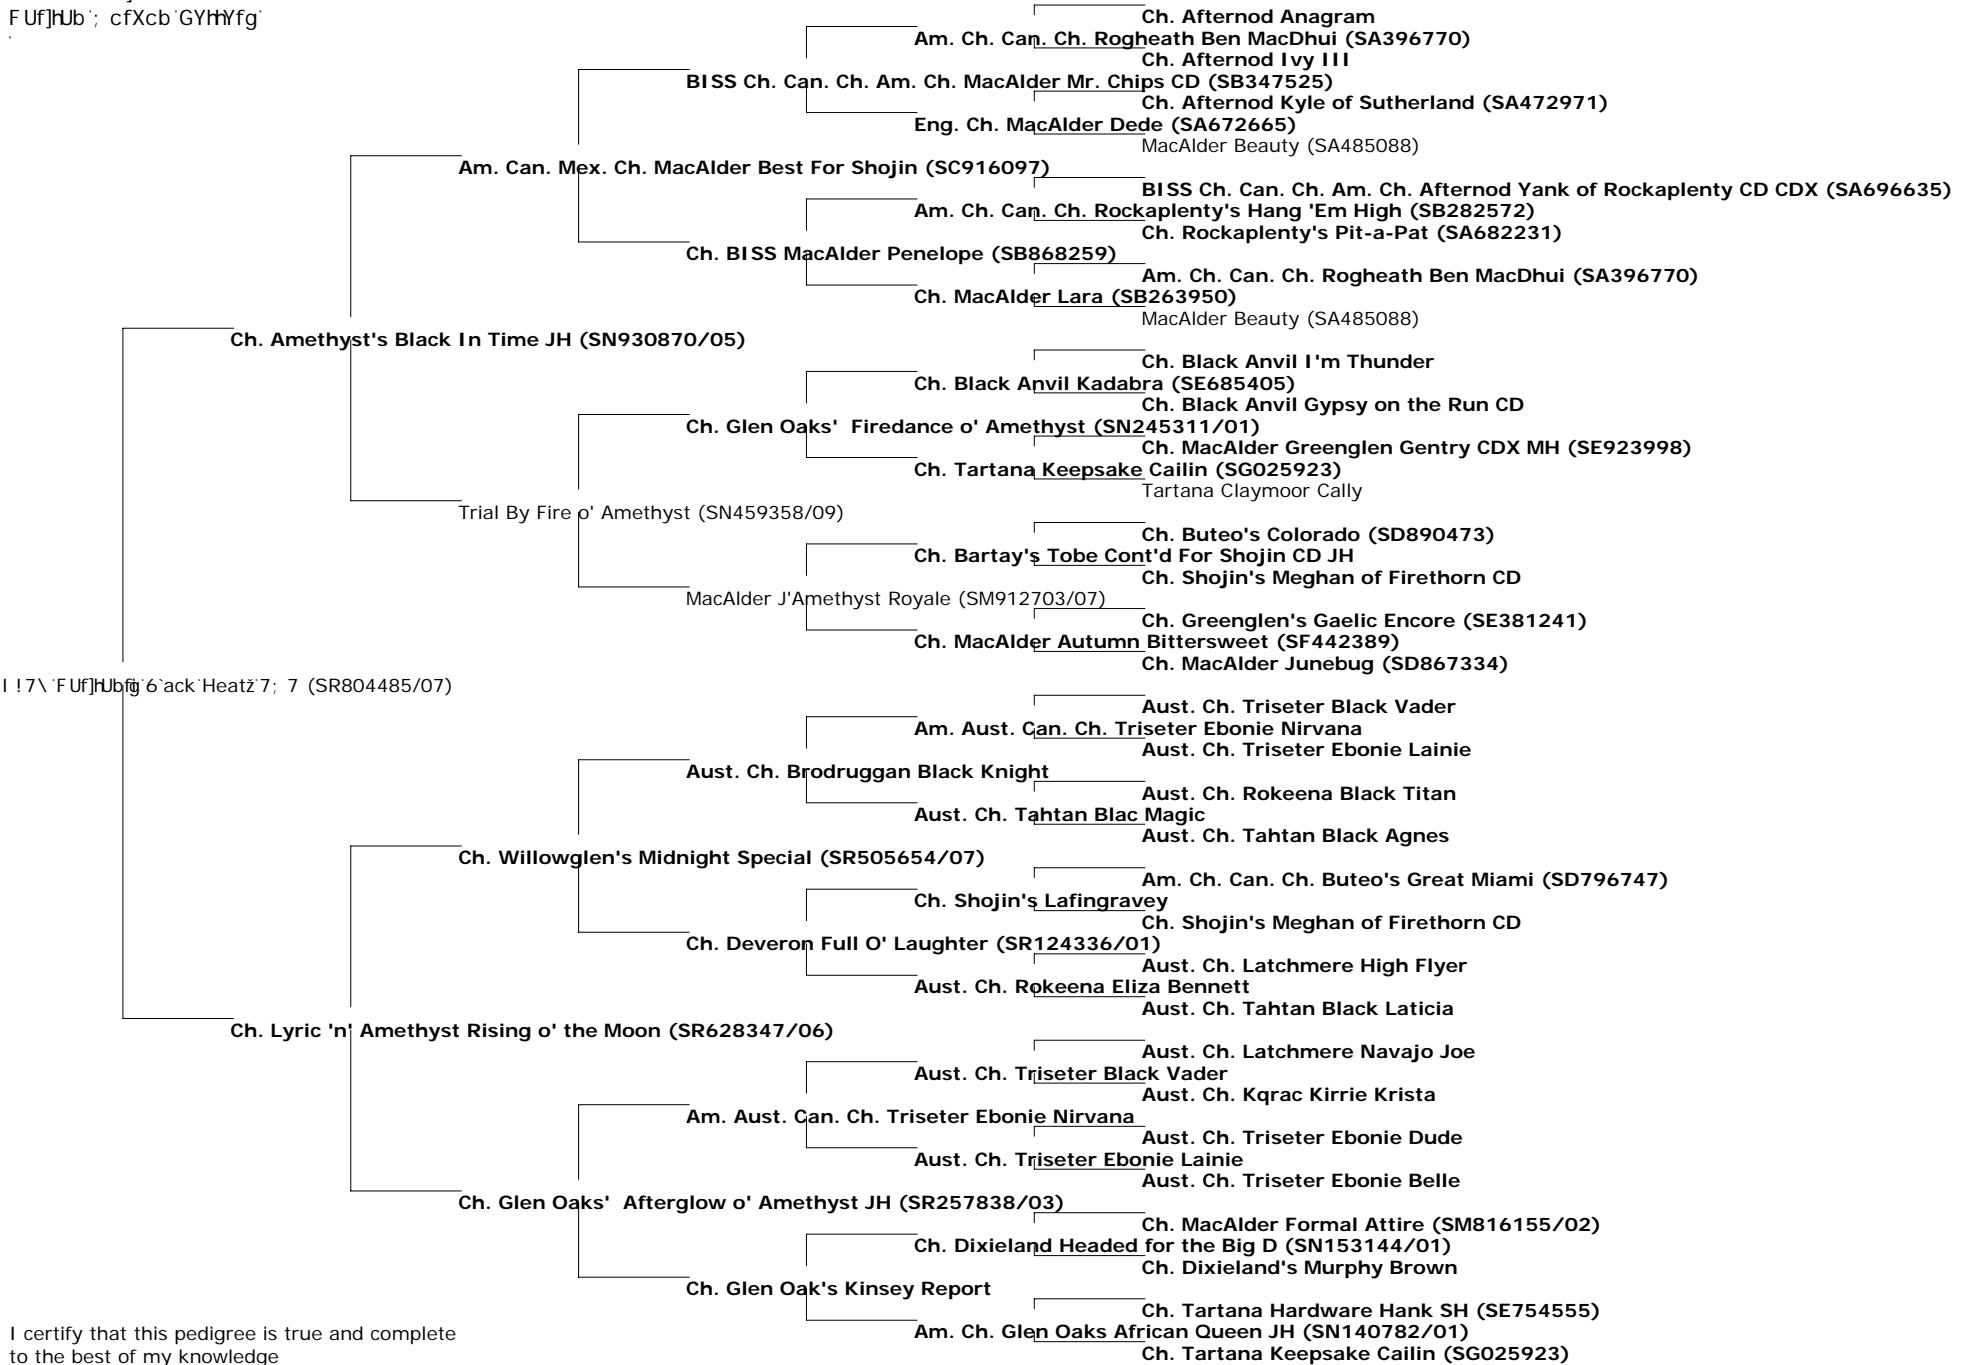 FUf]hUb ; cfXcb GYhhYfg
Ch. Afternod Anagram
Am. Ch. Can. Ch. Rogheath Ben MacDhui (SA396770)
Ch. Afternod Ivy III
BISS Ch. Can. Ch. Am. Ch. MacAlder Mr. Chips CD (SB347525)
Ch. Afternod Kyle of Sutherland (SA472971)
Eng. Ch. MacAlder Dede (SA672665)
MacAlder Beauty (SA485088)
Am. Can. Mex. Ch. MacAlder Best For Shojin (SC916097)
BISS Ch. Can. Ch. Am. Ch. Afternod Yank of Rockaplenty CD CDX (SA696635)
Am. Ch. Can. Ch. Rockaplenty's Hang 'Em High (SB282572)
Ch. Rockaplenty's Pit-a-Pat (SA682231)
Ch. BISS MacAlder Penelope (SB868259)
Am. Ch. Can. Ch. Rogheath Ben MacDhui (SA396770)
Ch. MacAlder Lara (SB263950)
MacAlder Beauty (SA485088)
Ch. Amethyst's Black In Time JH (SN930870/05)
Ch. Black Anvil I'm Thunder
Ch. Black Anvil Kadabra (SE685405)
Ch. Black Anvil Gypsy on the Run CD
Ch. Glen Oaks' Firedance o' Amethyst (SN245311/01)
Ch. MacAlder Greenglen Gentry CDX MH (SE923998)
Ch. Tartana Keepsake Cailin (SG025923)
Tartana Claymoor Cally
Trial By Fire o' Amethyst (SN459358/09)
Ch. Buteo's Colorado (SD890473)
Ch. Bartay's Tobe Cont'd For Shojin CD JH
Ch. Shojin's Meghan of Firethorn CD
MacAlder J'Amethyst Royale (SM912703/07)
Ch. Greenglen's Gaelic Encore (SE381241)
Ch. MacAlder Autumn Bittersweet (SF442389)
Ch. MacAlder Junebug (SD867334)
ack Heatž 7; 7 (SR804485/07)
Aust. Ch. Triseter Black Vader
Am. Aust. Can. Ch. Triseter Ebonie Nirvana
Aust. Ch. Triseter Ebonie Lainie
Aust. Ch. Brodruggan Black Knight
Aust. Ch. Rokeena Black Titan
Aust. Ch. Tahtan Blac Magic
Aust. Ch. Tahtan Black Agnes
Ch. Willowglen's Midnight Special (SR505654/07)
Am. Ch. Can. Ch. Buteo's Great Miami (SD796747)
Ch. Shojin's Lafingravey
Ch. Shojin's Meghan of Firethorn CD
Ch. Deveron Full O' Laughter (SR124336/01)
Aust. Ch. Latchmere High Flyer
Aust. Ch. Rokeena Eliza Bennett
Aust. Ch. Tahtan Black Laticia
Ch. Lyric 'n' Amethyst Rising o' the Moon (SR628347/06)
Aust. Ch. Latchmere Navajo Joe
Aust. Ch. Triseter Black Vader
Aust. Ch. Kqrac Kirrie Krista
Am. Aust. Can. Ch. Triseter Ebonie Nirvana
Aust. Ch. Triseter Ebonie Dude
Aust. Ch. Triseter Ebonie Lainie
Aust. Ch. Triseter Ebonie Belle
Ch. Glen Oaks' Afterglow o' Amethyst JH (SR257838/03)
Ch. MacAlder Formal Attire (SM816155/02)
Ch. Dixieland Headed for the Big D (SN153144/01)
Ch. Dixieland's Murphy Brown
Ch. Glen Oak's Kinsey Report
Ch. Tartana Hardware Hank SH (SE754555)
Am. Ch. Glen Oaks African Queen JH (SN140782/01)
Ch. Tartana Keepsake Cailin (SG025923)
I certify that this pedigree is true and complete
to the best of my knowledge